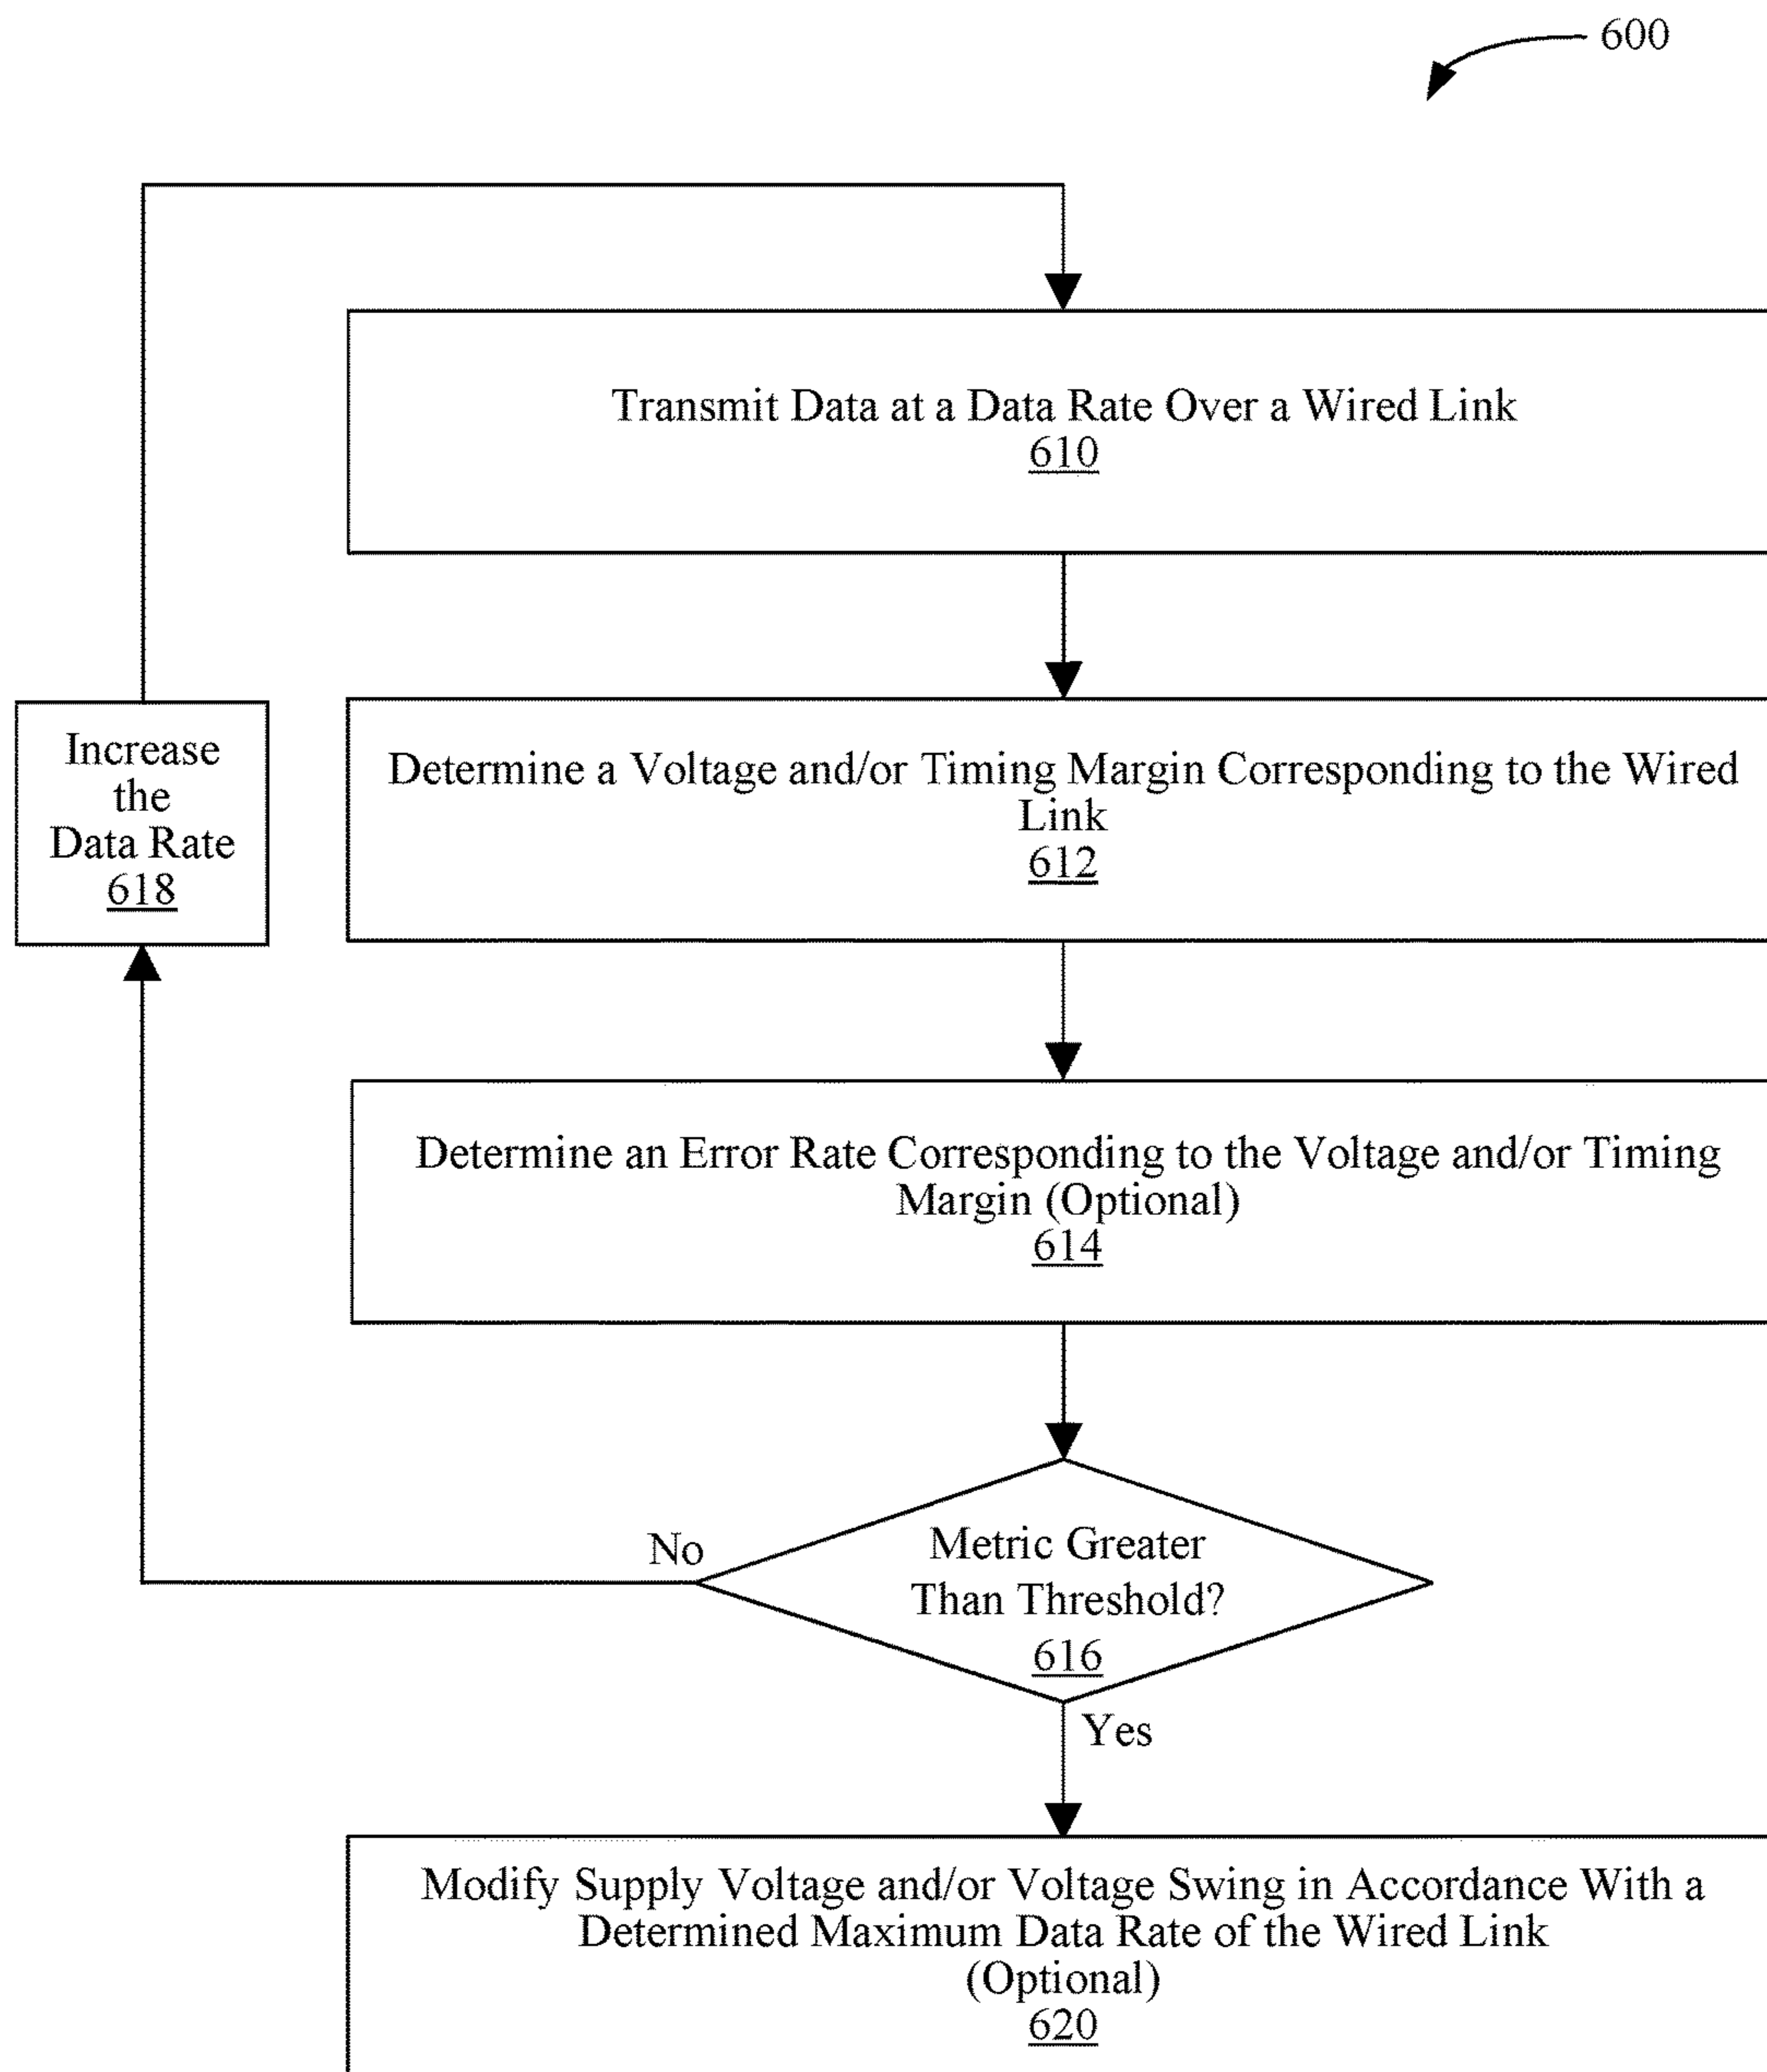 600
Transmit Data at a Data Rate Over a Wired Link
610
Increase
the
Data Rate
618
Determine a Voltage and/or Timing Margin Corresponding to the Wired
Link
612
Determine an Error Rate Corresponding to the Voltage and/or Timing
Margin (Optional)
614
No
Metric Greater
Than Threshold?
616
Yes
Modify Supply Voltage and/or Voltage Swing in Accordance With a
Determined Maximum Data Rate of the Wired Link
(Optional)
620